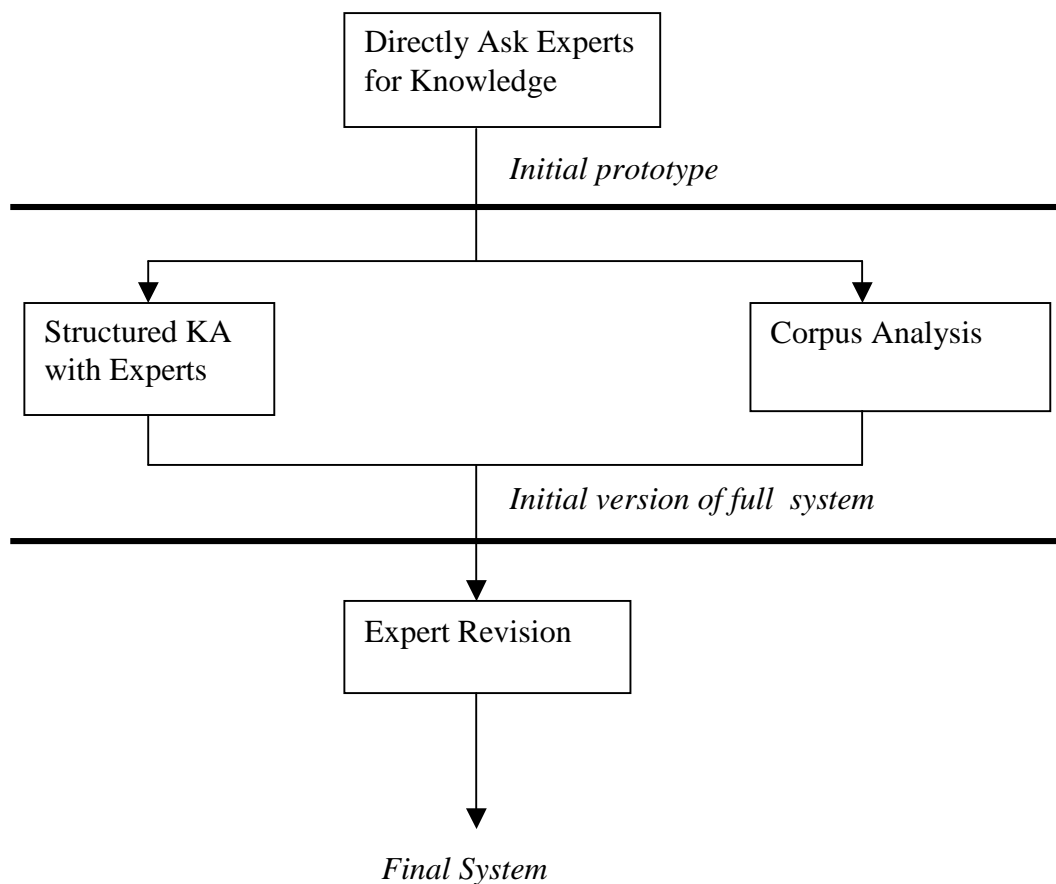 Directly Ask Experts
for Knowledge
Initial prototype
Structured KA
with Experts
Corpus Analysis
Initial version of full system
Expert Revision
Final System